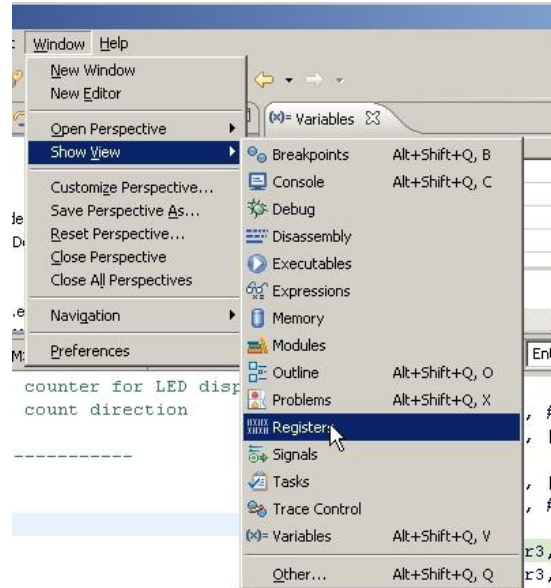 Window Help
New Window
New Editor
Open Perspective
Show View
Customize Perspective...
Save Perspective As...
Reset Perspective...
Close Perspective
Close All Perspectives
Navigation
Preferences
(x)= Variables
Breakpoints Alt+Shift+Q, B
Console Alt+Shift+Q, C
Debug
Disassembly
Executables
Expressions
Memory
Modules
Outline Alt+Shift+Q, O
Problems Alt+Shift+Q, X
Registers
Signals
Tasks
Trace Control
(x)= Variables Alt+Shift+Q, V
Other... Alt+Shift+Q, Q
counter for LED disp
count direction
-----------
r3,
r3,